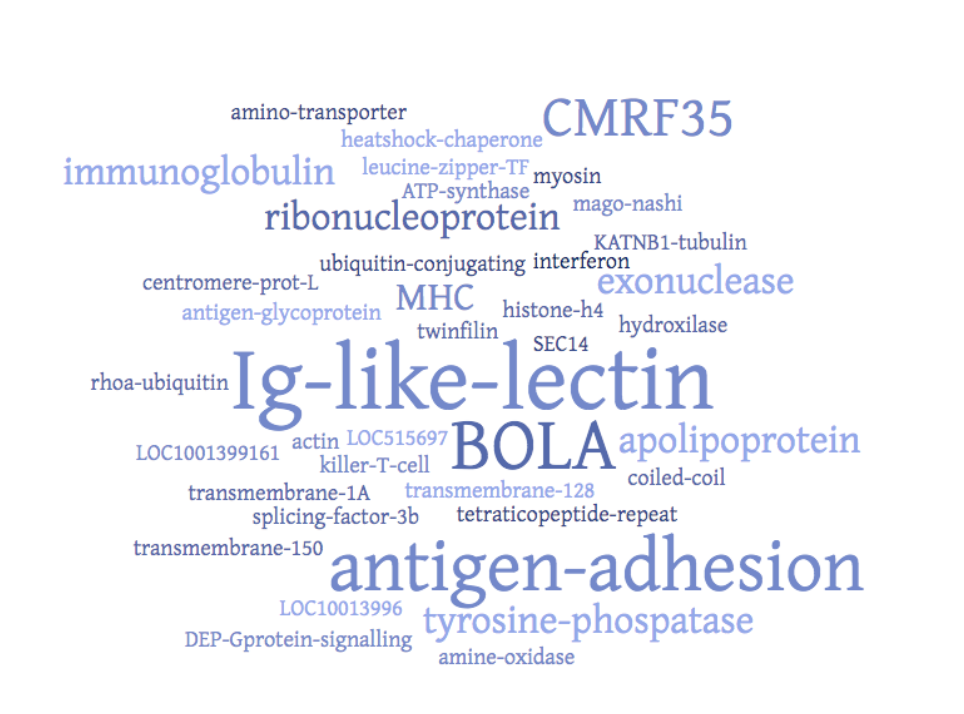 amino-transporter
CMRF35
heatshock-chaperone
immunoglobulin
leucine-zipper-TF
myosin
ATP-synthase
mago-nashi
ribonucleoprotein
KATNB1-tubulin
ubiquitin-conjugating
interferon
centromere-prot-L
exonuclease
MHC
antigen-glycoprotein
histone-h4
hydroxilase
twinfilin
SEC14
rhoa-ubiquitin
Ig-like-lectin
LOC1001399161
actin
LOC515697
BOLA
apolipoprotein
killer-T-cell
coiled-coil
transmembrane-1A
transmembrane-128
splicing-factor-3b
tetraticopeptide-repeat
transmembrane-150
antigen-adhesion
LOC10013996
tyrosine-phospatase
DEP-Gprotein-signalling
amine-oxidase